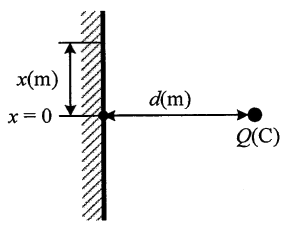 x(m)
d(m)
x = 0
Q(C)